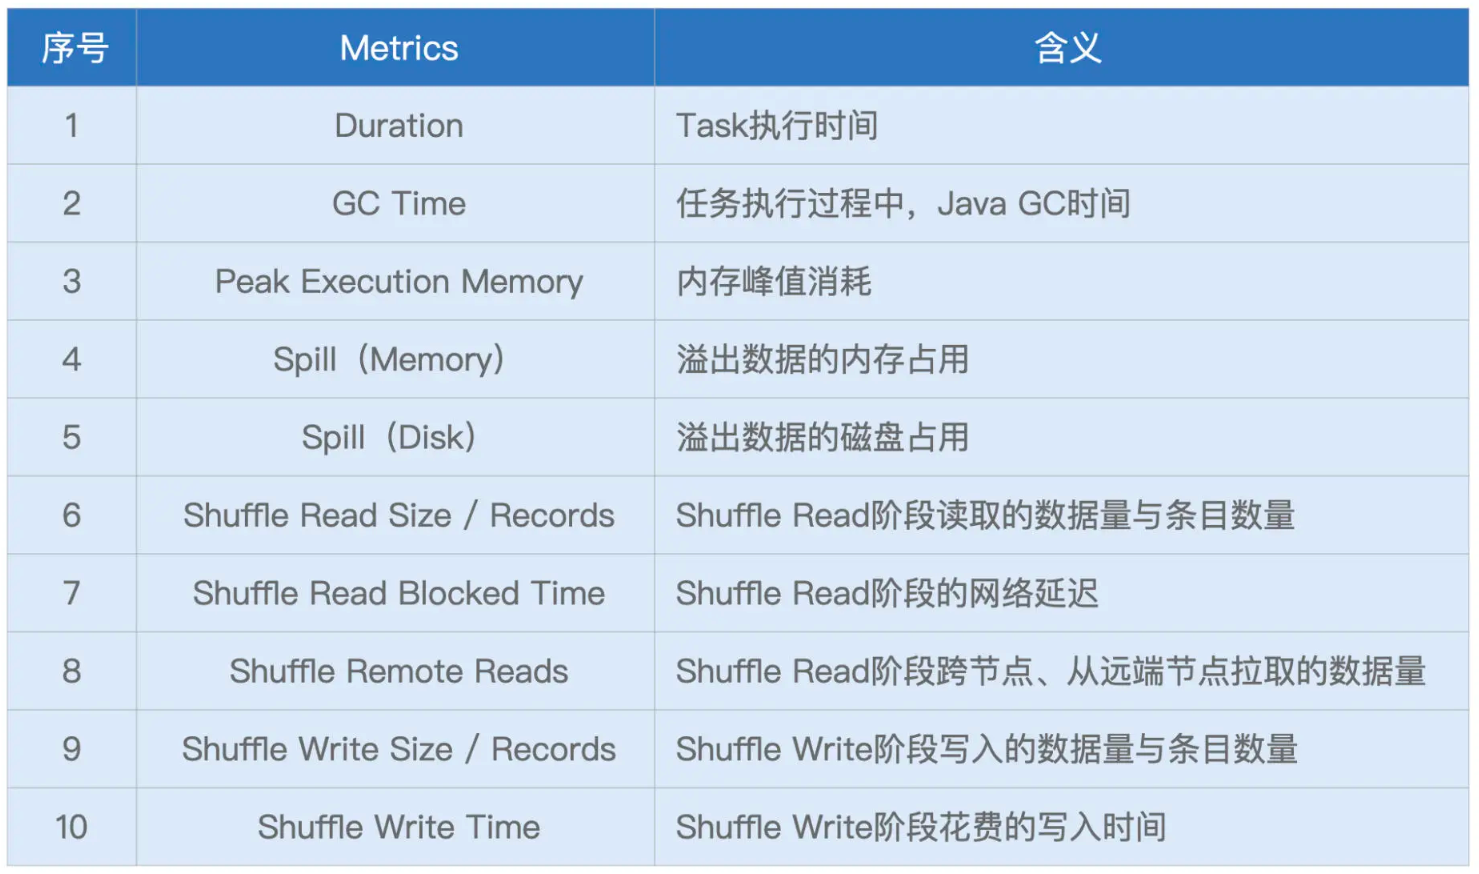 序号 Metrics 含义
1 Duration Task执行时间
2 GC Time 任务执行过程中，Java GC时间
3 Peak Execution Memory 内存峰值消耗
4 Spill（Memory） 溢出数据的内存占用
5 Spill（Disk） 溢出数据的磁盘占用
6 Shuffle Read Size / Records Shuffle Read阶段读取的数据量与条目数量
7 Shuffle Read Blocked Time Shuffle Read阶段的网络延迟
8 Shuffle Remote Reads Shuffle Read阶段跨节点、从远端节点拉取的数据量
9 Shuffle Write Size / Records Shuffle Write阶段写入的数据量与条目数量
10 Shuffle Write Time Shuffle Write阶段花费的写入时间